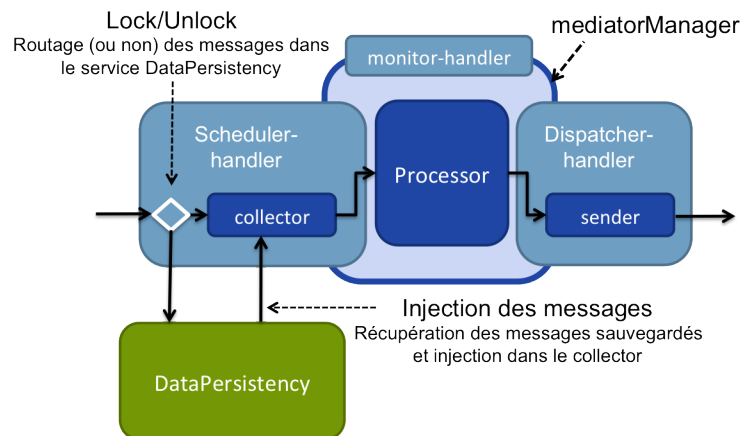 Lock/Unlock
Routage (ou non) des messages dans
le service DataPersistency
mediatorManager
monitor-handler
Scheduler-
handler
Dispatcher-
handler
Processor
collector
sender
Injection des messages
Récupération des messages sauvegardés
et injection dans le collector
DataPersistency